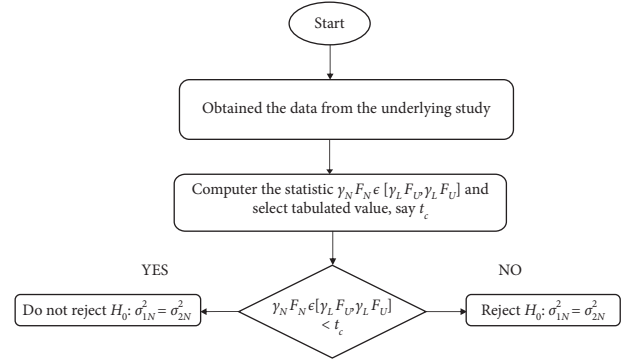 Start
Obtained the data from the underlying study
Computer the statistic γ_N F_N ϵ [γ_L F_U, γ_L F_U] and
select tabulated value, say t_c
YES
NO
Do not reject H_0: σ²_1N = σ²_2N
γ_N F_N ϵ[γ_L F_U, γ_L F_U]
< t_c
Reject H_0: σ²_1N = σ²_2N